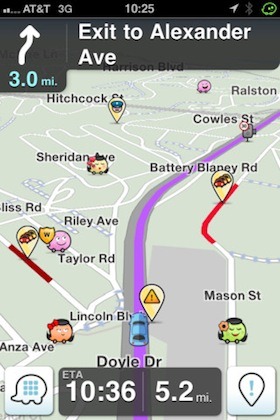 AT&T 3G 10:25
Exit to Alexander
Ave
3.0 mi.
Harrison Blvd
Hitchcock St
Ralston
Cowles St
Sheridan Ave
Battery Blaney Rd
Bliss Rd
Riley Ave
Taylor Rd
Mason St
Lincoln Blv
Anza Ave
Doyle Dr
ETA
10:36 5.2 mi.